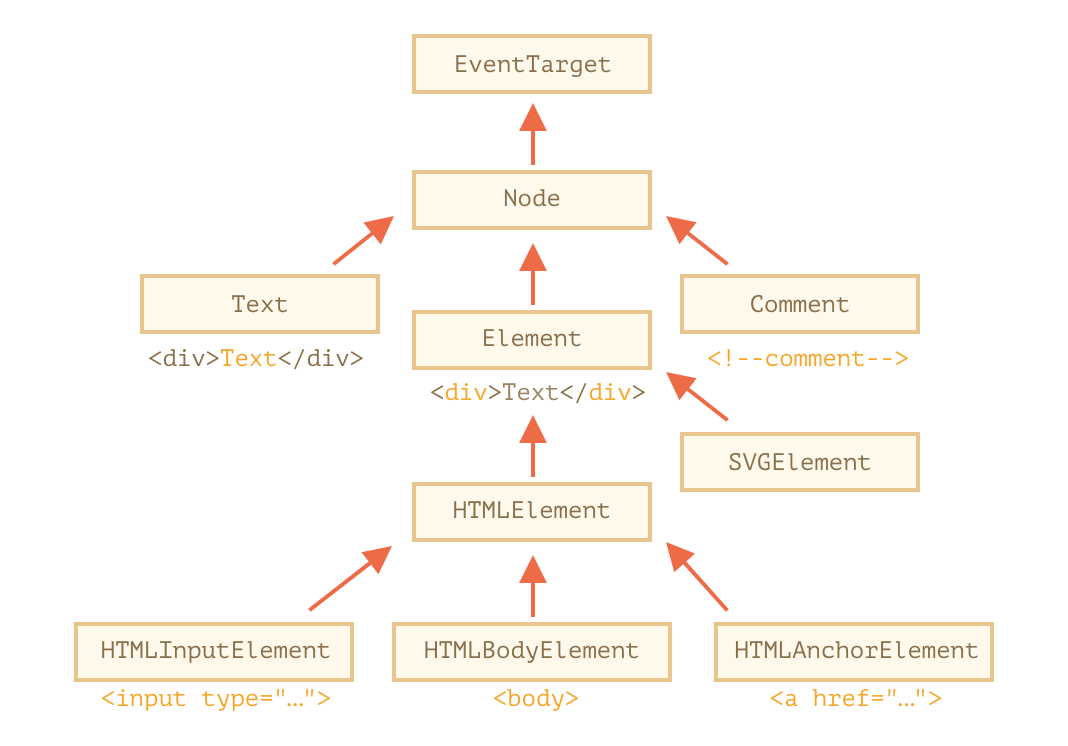 EventTarget
Node
Text
Comment
Element
<div>Text</div>
<!--comment-->
<div>Text</div>
SVGElement
HTMLElement
HTMLInputElement
HTMLBodyElement
HTMLAnchorElement
<input type="...">
<body>
<a href="...">